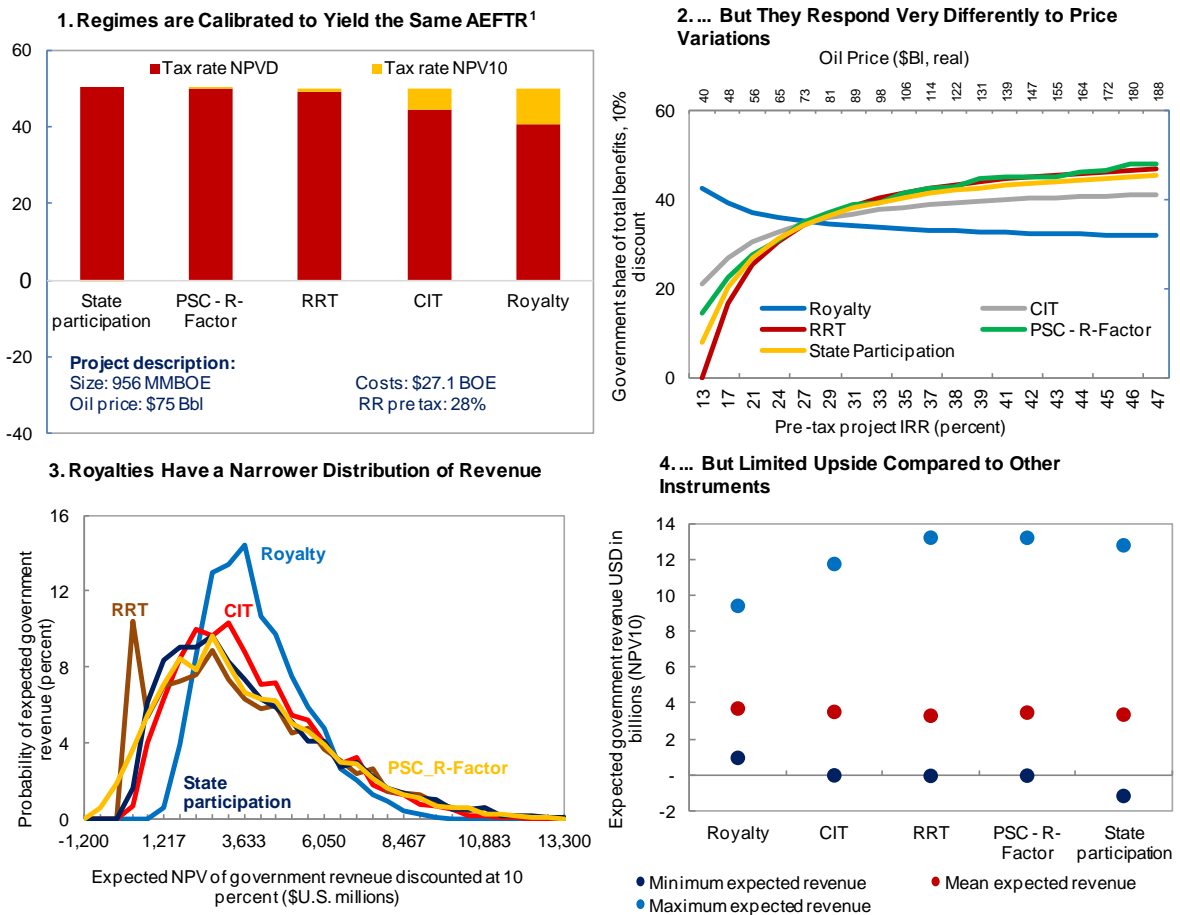 1. Regimes are Calibrated to Yield the Same AEFTR1
60
40
20
0
-20
-40
Tax rate NPVD
Tax rate NPV10
State participation
PSC - R-Factor
RRT
CIT
Royalty
Project description:
Size: 956 MMBOE
Costs: $27.1 BOE
Oil price: $75 Bbl
RR pre tax: 28%
2. ... But They Respond Very Differently to Price
Variations
Oil Price ($Bl, real)
40 48 56 65 73 81 89 98 106 114 122 131 139 147 155 164 172 180 188
Government share of total benefits, 10%
discount
60
40
20
0
Royalty
CIT
RRT
PSC - R-Factor
State Participation
13 17 21 24 27 29 31 33 35 37 38 39 41 42 43 44 45 46 47
Pre -tax project IRR (percent)
3. Royalties Have a Narrower Distribution of Revenue
Probability of expected government
revenue (percent)
16
12
8
4
0
Royalty
RRT
CIT
State
participation
PSC_R-Factor
-1,200 1,217 3,633 6,050 8,467 10,883 13,300
Expected NPV of government revneue discounted at 10
percent ($U.S. millions)
4. ... But Limited Upside Compared to Other
Instruments
Expected government revenue USD in
billions (NPV10)
14
12
10
8
6
4
2
-
-2
Royalty
CIT
RRT
PSC - R-
Factor
State
participation
Minimum expected revenue
Mean expected revenue
Maximum expected revenue